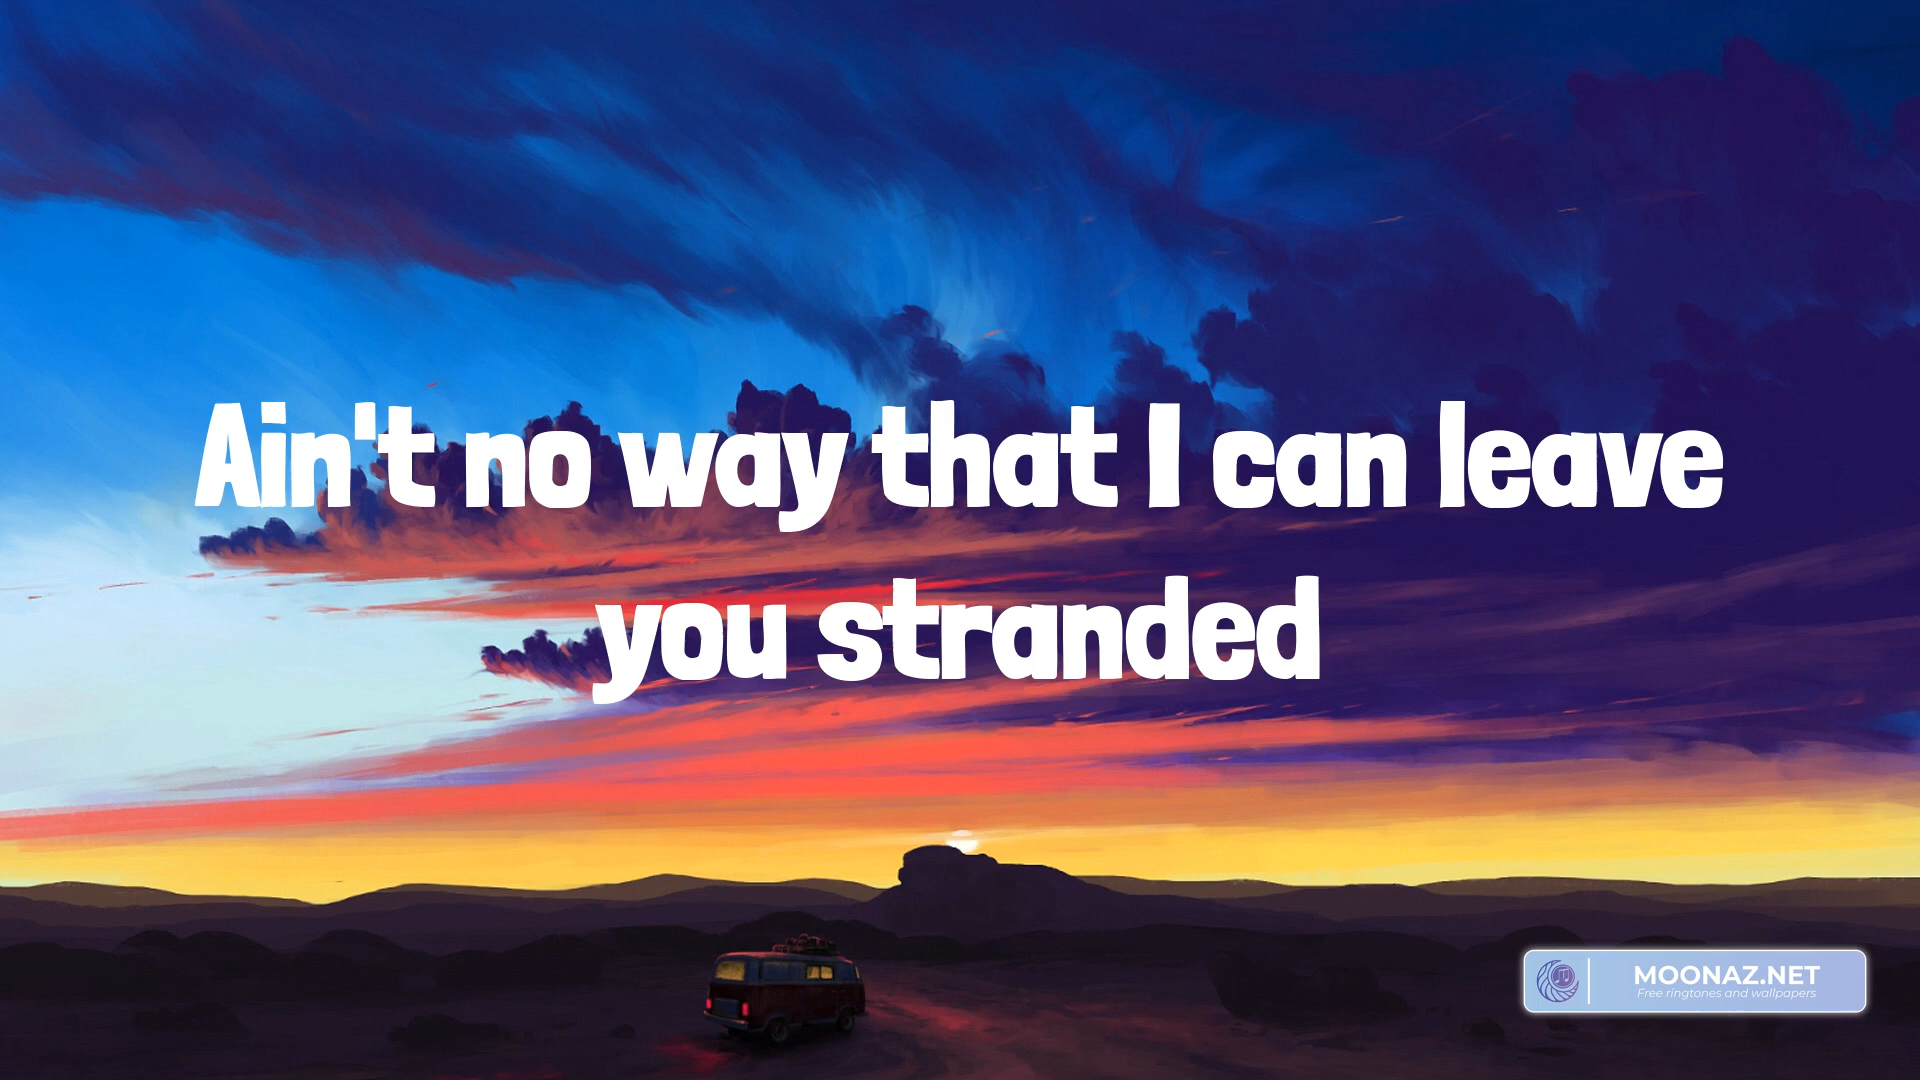 Ain't no way that I can leave
you stranded
MOONAZ.NET
Free ringtones and wallpapers